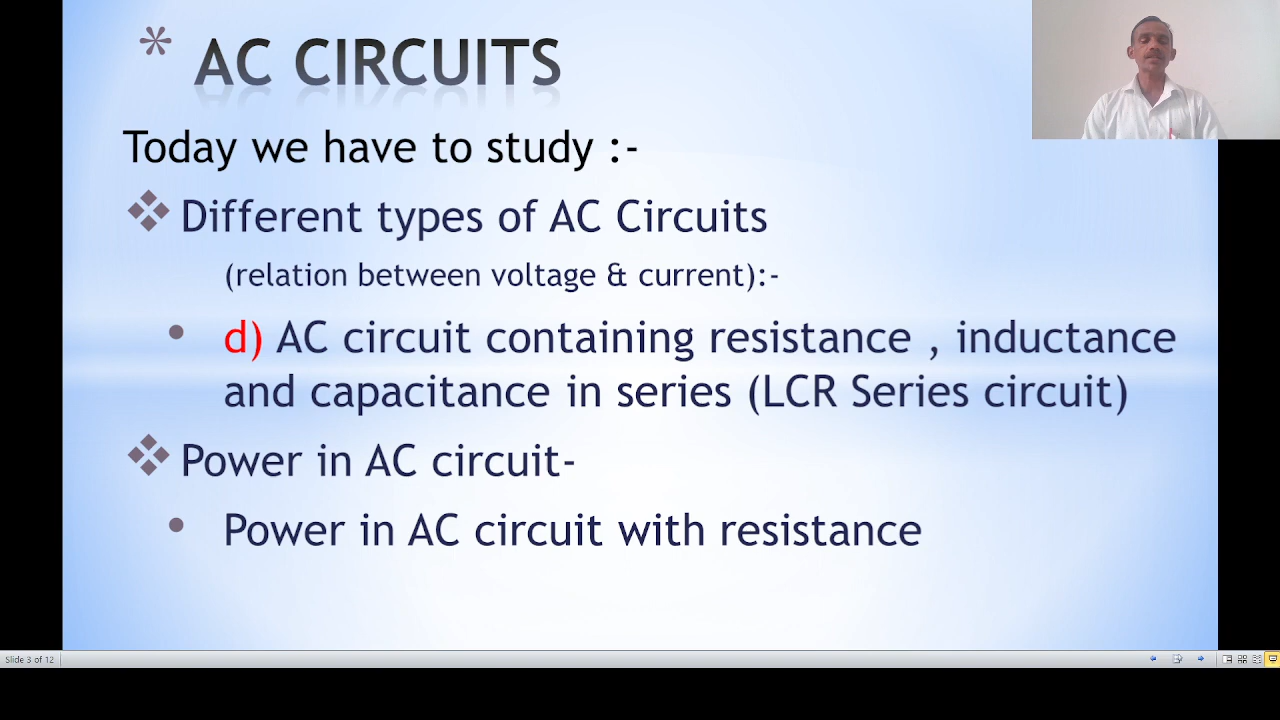 * AC CIRCUITS
Today we have to study :-
❖ Different types of AC Circuits
(relation between voltage & current):-
• d) AC circuit containing resistance , inductance
and capacitance in series (LCR Series circuit)
❖ Power in AC circuit-
• Power in AC circuit with resistance
Slide 3 of 12